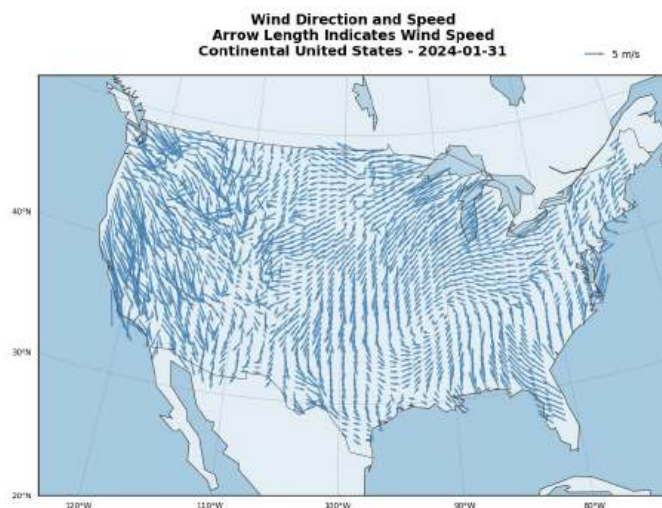 Wind Direction and Speed
Arrow Length Indicates Wind Speed
Continental United States - 2024-01-31
5 m/s
40°N
30°N
20°N
120°W
110°W
100°W
90°W
80°W